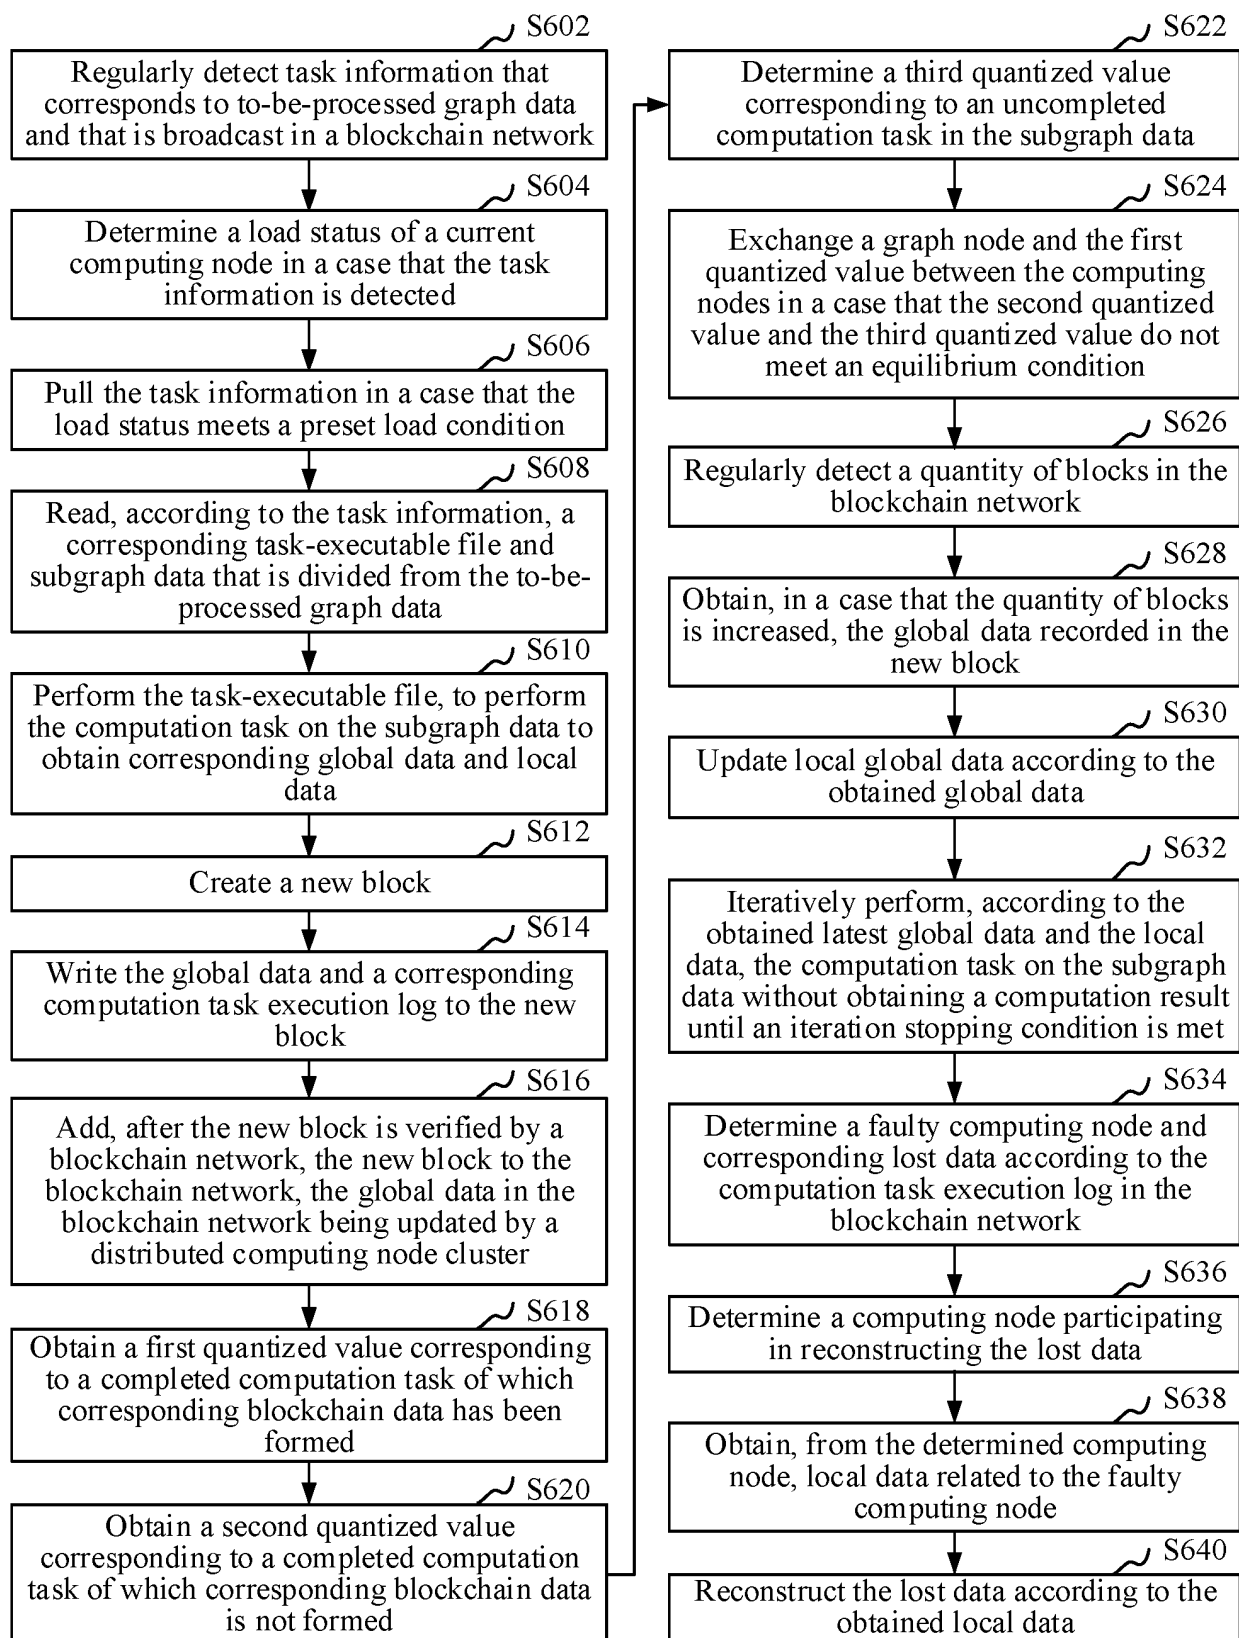 S602
Regularly detect task information that
corresponds to to-be-processed graph data
and that is broadcast in a blockchain network
S604
Determine a load status of a current
computing node in a case that the task
information is detected
S606
Pull the task information in a case that the
load status meets a preset load condition
S608
Read, according to the task information, a
corresponding task-executable file and
subgraph data that is divided from the to-be-
processed graph data
S610
Perform the task-executable file, to perform
the computation task on the subgraph data to
obtain corresponding global data and local
data
S612
Create a new block
S614
Write the global data and a corresponding
computation task execution log to the new
block
S616
Add, after the new block is verified by a
blockchain network, the new block to the
blockchain network, the global data in the
blockchain network being updated by a
distributed computing node cluster
S618
Obtain a first quantized value corresponding
to a completed computation task of which
corresponding blockchain data has been
formed
S620
Obtain a second quantized value
corresponding to a completed computation
task of which corresponding blockchain data
is not formed
S622
Determine a third quantized value
corresponding to an uncompleted
computation task in the subgraph data
S624
Exchange a graph node and the first
quantized value between the computing
nodes in a case that the second quantized
value and the third quantized value do not
meet an equilibrium condition
S626
Regularly detect a quantity of blocks in the
blockchain network
S628
Obtain, in a case that the quantity of blocks
is increased, the global data recorded in the
new block
S630
Update local global data according to the
obtained global data
S632
Iteratively perform, according to the
obtained latest global data and the local
data, the computation task on the subgraph
data without obtaining a computation result
until an iteration stopping condition is met
S634
Determine a faulty computing node and
corresponding lost data according to the
computation task execution log in the
blockchain network
S636
Determine a computing node participating
in reconstructing the lost data
S638
Obtain, from the determined computing
node, local data related to the faulty
computing node
S640
Reconstruct the lost data according to the
obtained local data